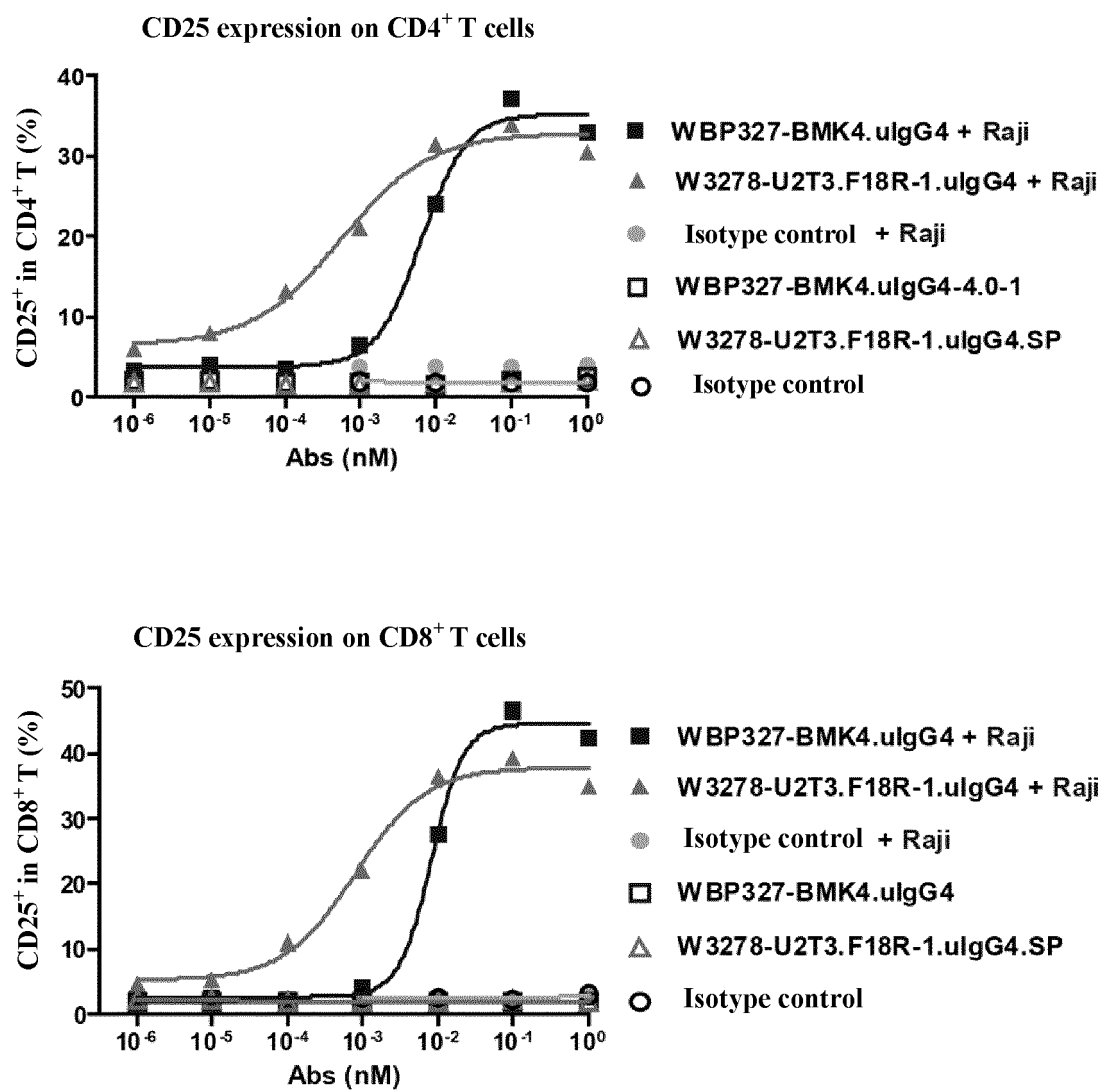 CD25 expression on CD4⁺ T cells
CD25⁺ in CD4⁺ T (%)
40
30
20
10
0
10⁻⁶ 10⁻⁵ 10⁻⁴ 10⁻³ 10⁻² 10⁻¹ 10⁰
Abs (nM)
WBP327-BMK4.uIgG4 + Raji
W3278-U2T3.F18R-1.uIgG4 + Raji
Isotype control + Raji
WBP327-BMK4.uIgG4-4.0-1
W3278-U2T3.F18R-1.uIgG4.SP
Isotype control
CD25 expression on CD8⁺ T cells
CD25⁺ in CD8⁺T (%)
50
40
30
20
10
0
10⁻⁶ 10⁻⁵ 10⁻⁴ 10⁻³ 10⁻² 10⁻¹ 10⁰
Abs (nM)
WBP327-BMK4.uIgG4 + Raji
W3278-U2T3.F18R-1.uIgG4 + Raji
Isotype control + Raji
WBP327-BMK4.uIgG4
W3278-U2T3.F18R-1.uIgG4.SP
Isotype control